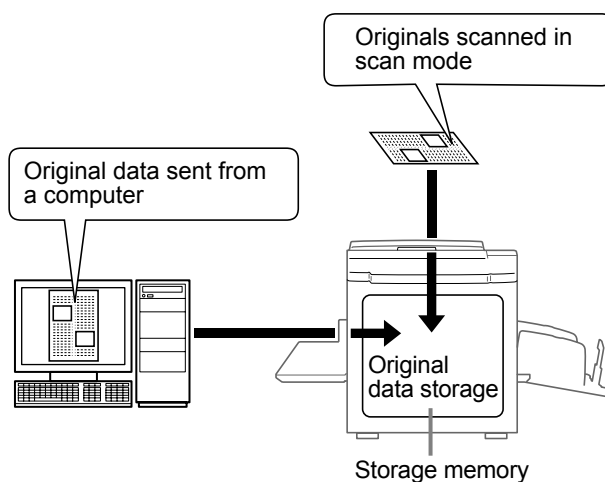 Originals scanned in
scan mode
Original data sent from
a computer
Original
data storage
Storage memory